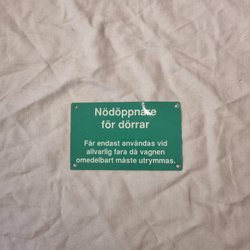 Nödöppnare
för dörrar
Får endast användas vid
allvarlig fara då vagnen
omedelbart måste utrymmas.